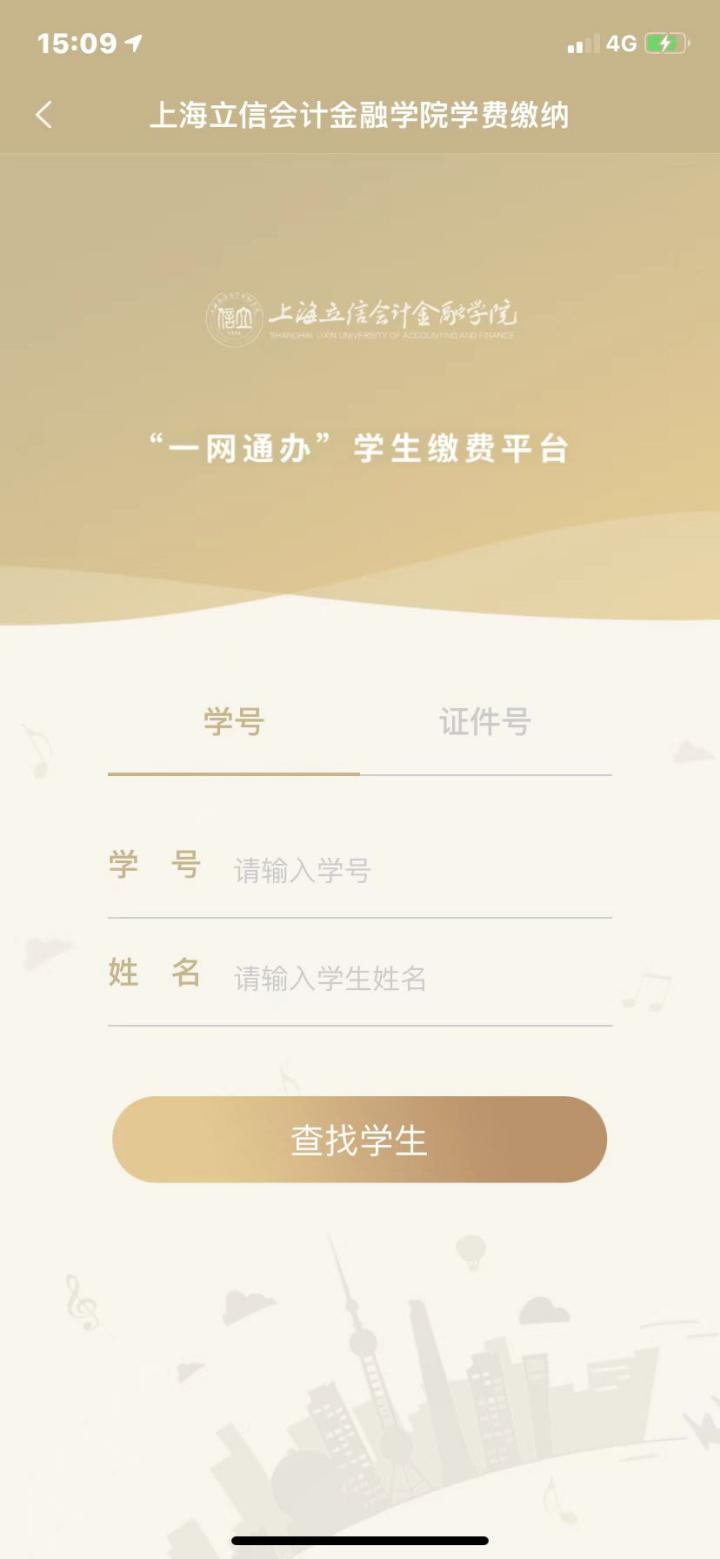 15:09
4G
上海立信会计金融学院学费缴纳
信立
上海立信会计金融学院
SHANGHAI LIXIN UNIVERSITY OF ACCOUNTING AND FINANCE
“一网通办”学生缴费平台
学号 证件号
学 号 请输入学号
姓 名 请输入学生姓名
查找学生